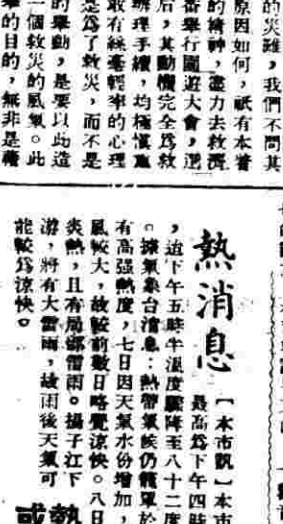 的災難，我們不問其
原因如何，祇有本着
的精神，盡力去救濟
番舉行園遊大會，選
后，其動機完全爲救
辦理手續，均極愼重
敢有絲毫輕率的心理
是爲了救災，而不是
的舉動，是要以此造
一個救災的風氣。此
的目的，無非是藉
熱消息
【本市訊】本市
最高爲下午四時
，迨下午五時半溫度驟降至八十二度
。據氣象台消息：熱帶氣候仍籠罩於
有高强熱度，七日因天氣水份增加，
風較大，故較前數日略覺涼快。八日
炎熱，且有局部雷雨。揚子江下
游，將有大雷雨，故雨後天氣可
能較爲涼快。
熱
或